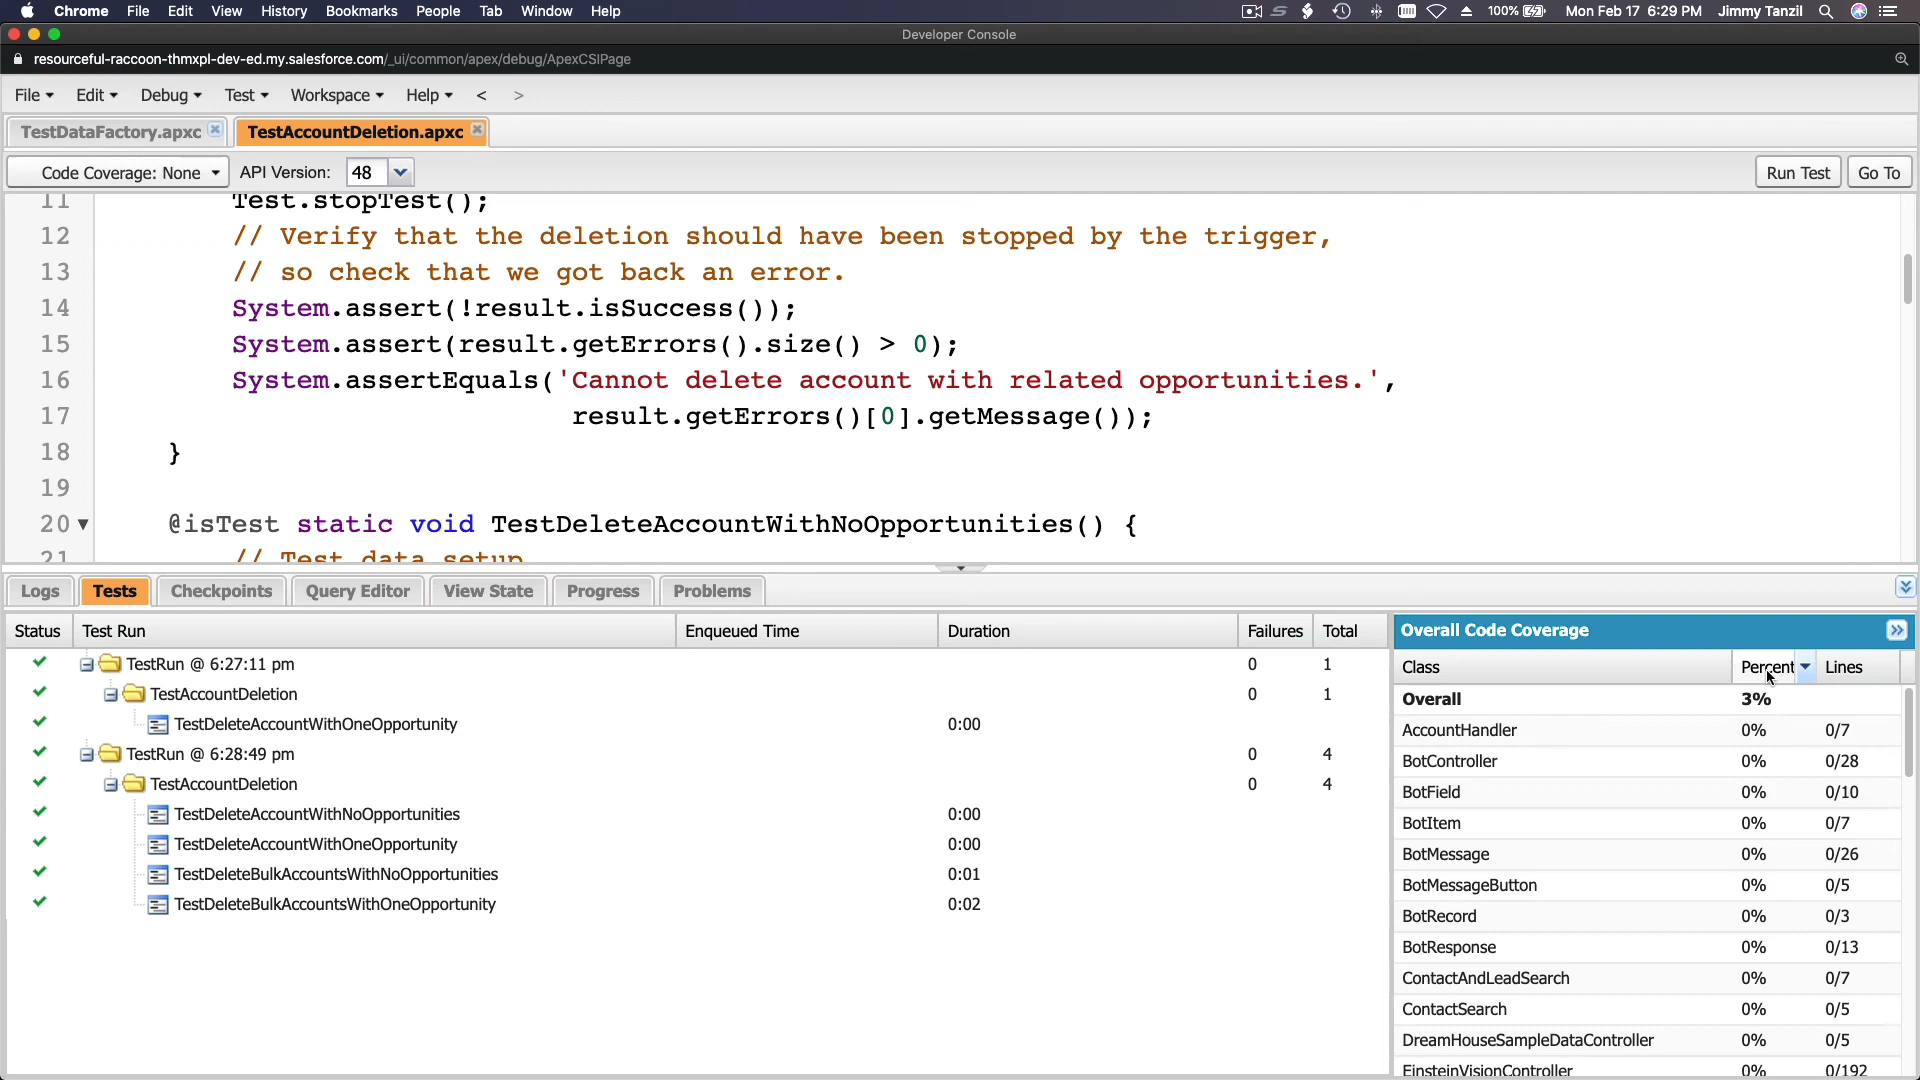 Chrome File Edit View History Bookmarks People Tab Window Help 100% Mon Feb 17 6:29 PM Jimmy Tanzil
Developer Console
resourceful-raccoon-thmxpl-dev-ed.my.salesforce.com/_ui/common/apex/debug/ApexCSIPage
File Edit Debug Test Workspace Help < >
TestDataFactory.apxc TestAccountDeletion.apxc
Code Coverage: None API Version: 48 Run Test Go To
11 Test.stopTest();
12 // Verify that the deletion should have been stopped by the trigger,
13 // so check that we got back an error.
14 System.assert(!result.isSuccess());
15 System.assert(result.getErrors().size() > 0);
16 System.assertEquals('Cannot delete account with related opportunities.',
17 result.getErrors()[0].getMessage());
18 }
19
20 @isTest static void TestDeleteAccountWithNoOpportunities() {
21 // Test data setup
Logs Tests Checkpoints Query Editor View State Progress Problems
Status Test Run Enqueued Time Duration Failures Total
TestRun @ 6:27:11 pm 0 1
TestAccountDeletion 0 1
TestDeleteAccountWithOneOpportunity 0:00
TestRun @ 6:28:49 pm 0 4
TestAccountDeletion 0 4
TestDeleteAccountWithNoOpportunities 0:00
TestDeleteAccountWithOneOpportunity 0:00
TestDeleteBulkAccountsWithNoOpportunities 0:01
TestDeleteBulkAccountsWithOneOpportunity 0:02
Overall Code Coverage
Class Percent Lines
Overall 3%
AccountHandler 0% 0/7
BotController 0% 0/28
BotField 0% 0/10
BotItem 0% 0/7
BotMessage 0% 0/26
BotMessageButton 0% 0/5
BotRecord 0% 0/3
BotResponse 0% 0/13
ContactAndLeadSearch 0% 0/7
ContactSearch 0% 0/5
DreamHouseSampleDataController 0% 0/5
EinsteinVisionController 0% 0/192